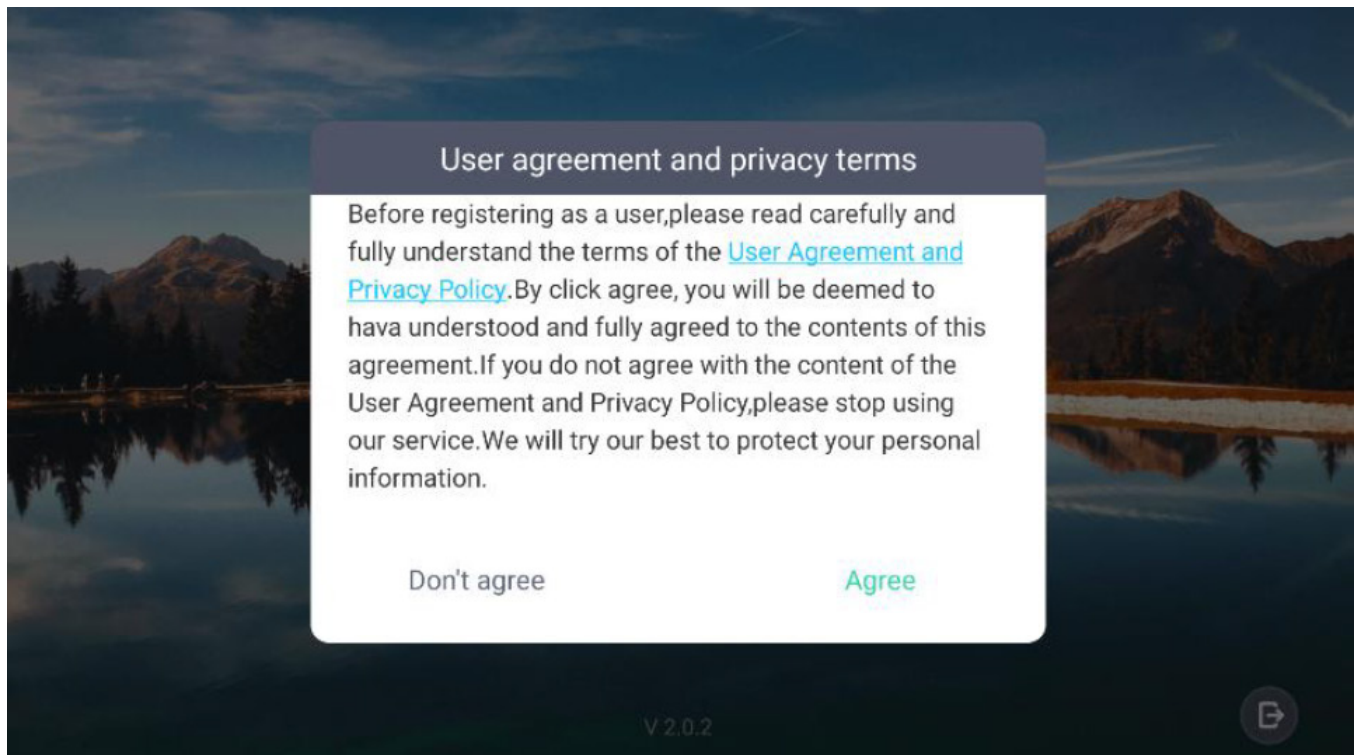 User agreement and privacy terms
Before registering as a user,please read carefully and
fully understand the terms of the User Agreement and
Privacy Policy.By click agree, you will be deemed to
hava understood and fully agreed to the contents of this
agreement.If you do not agree with the content of the
User Agreement and Privacy Policy,please stop using
our service.We will try our best to protect your personal
information.
Don't agree
Agree
V 2.0.2